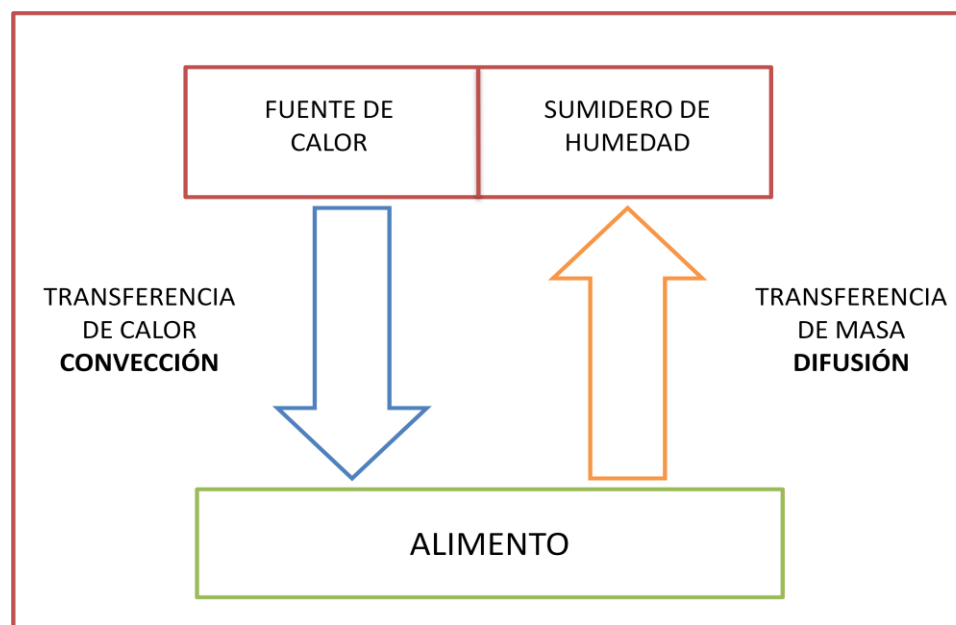 FUENTE DE
CALOR
SUMIDERO DE
HUMEDAD
TRANSFERENCIA
DE CALOR
CONVECCIÓN
TRANSFERENCIA
DE MASA
DIFUSIÓN
ALIMENTO